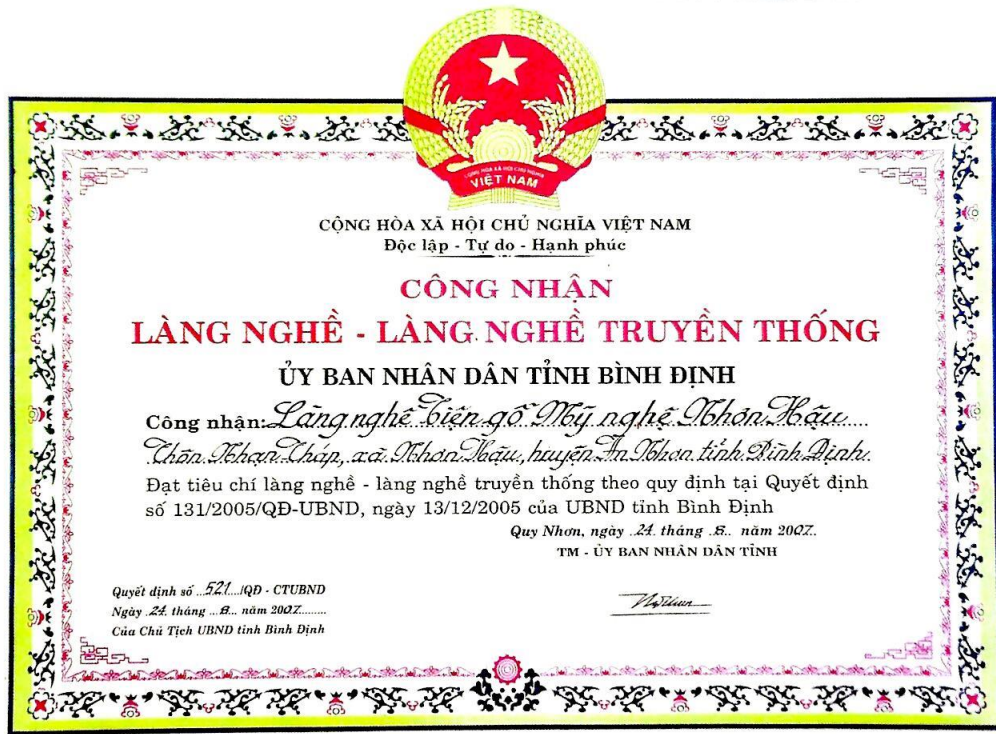 CỘNG HÒA XÃ HỘI CHỦ NGHĨA
VIỆT NAM
CỘNG HÒA XÃ HỘI CHỦ NGHĨA VIỆT NAM
Độc lập - Tự do - Hạnh phúc
CÔNG NHẬN
LÀNG NGHỀ - LÀNG NGHỀ TRUYỀN THỐNG
ỦY BAN NHÂN DÂN TỈNH BÌNH ĐỊNH
Công nhận: Làng nghề Tiện gỗ Mỹ nghệ Nhơn Hậu
Thôn Nhạn Tháp, xã Nhơn Hậu, huyện An Nhơn tỉnh Bình Định.
Đạt tiêu chí làng nghề - làng nghề truyền thống theo quy định tại Quyết định
số 131/2005/QĐ-UBND, ngày 13/12/2005 của UBND tỉnh Bình Định
Quy Nhơn, ngày 24 tháng 8 năm 2007
TM - ỦY BAN NHÂN DÂN TỈNH
Quyết định số 521/QĐ - CTUBND
Ngày 24 tháng 8 năm 2007
Của Chủ Tịch UBND tỉnh Bình Định